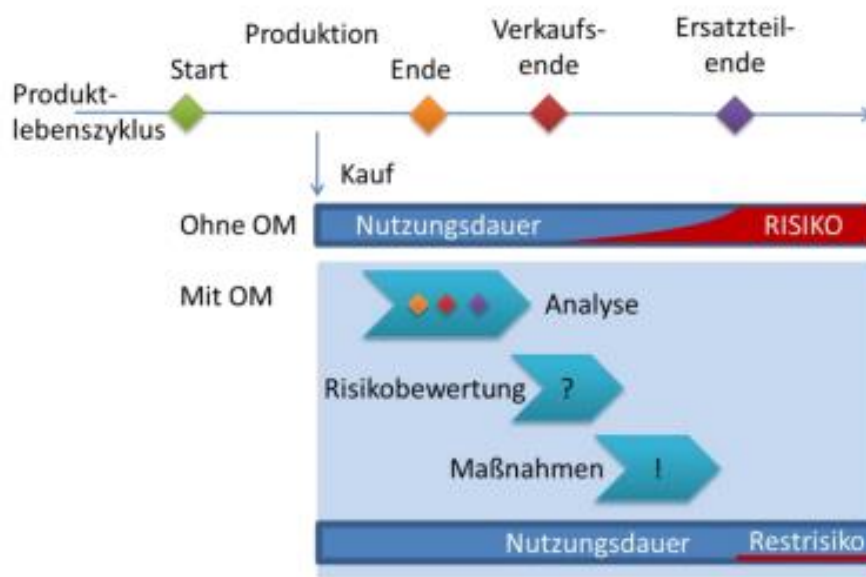 Produktion
Verkaufs-
ende
Ersatzteil-
ende
Start
Ende
Produkt-
lebenszyklus
Kauf
Ohne OM
Nutzungsdauer
RISIKO
Mit OM
Analyse
Risikobewertung
?
Maßnahmen
!
Nutzungsdauer
Restrisiko